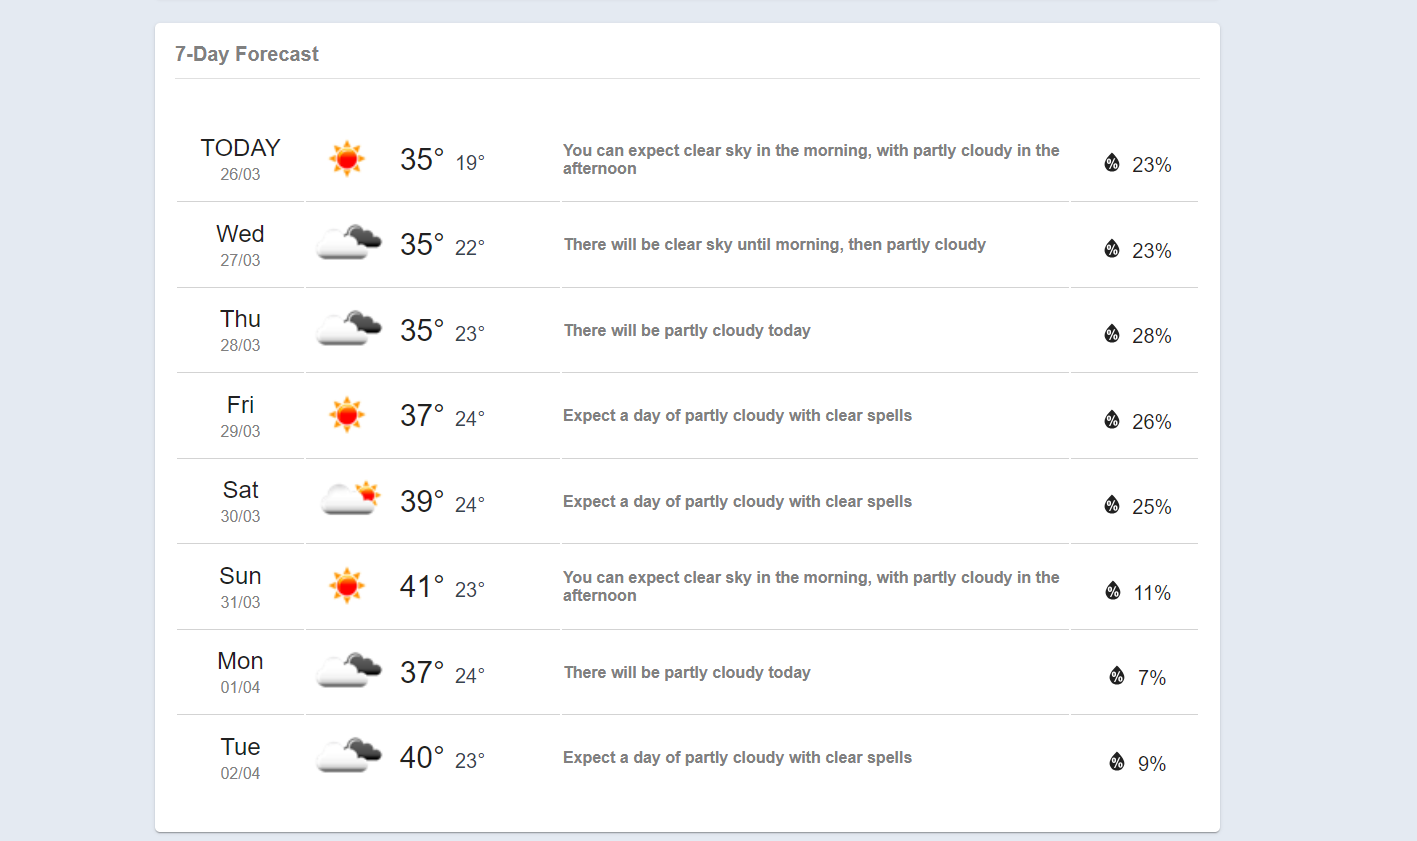 7-Day Forecast
TODAY
26/03
35° 19°
You can expect clear sky in the morning, with partly cloudy in the
afternoon
% 23%
Wed
27/03
35° 22°
There will be clear sky until morning, then partly cloudy
% 23%
Thu
28/03
35° 23°
There will be partly cloudy today
% 28%
Fri
29/03
37° 24°
Expect a day of partly cloudy with clear spells
% 26%
Sat
30/03
39° 24°
Expect a day of partly cloudy with clear spells
% 25%
Sun
31/03
41° 23°
You can expect clear sky in the morning, with partly cloudy in the
afternoon
% 11%
Mon
01/04
37° 24°
There will be partly cloudy today
% 7%
Tue
02/04
40° 23°
Expect a day of partly cloudy with clear spells
% 9%